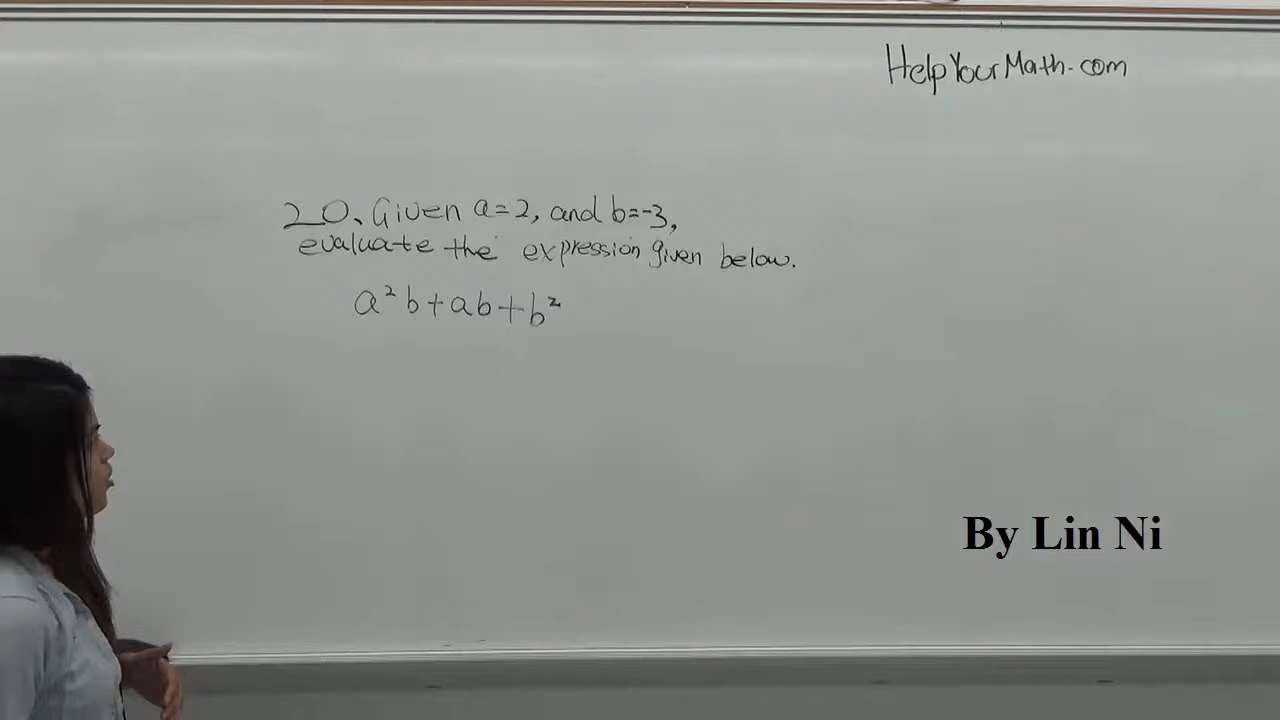 HelpYourMath.com
20. Given a=2, and b=-3,
evaluate the expression given below.
a²b+ab+b²
By Lin Ni